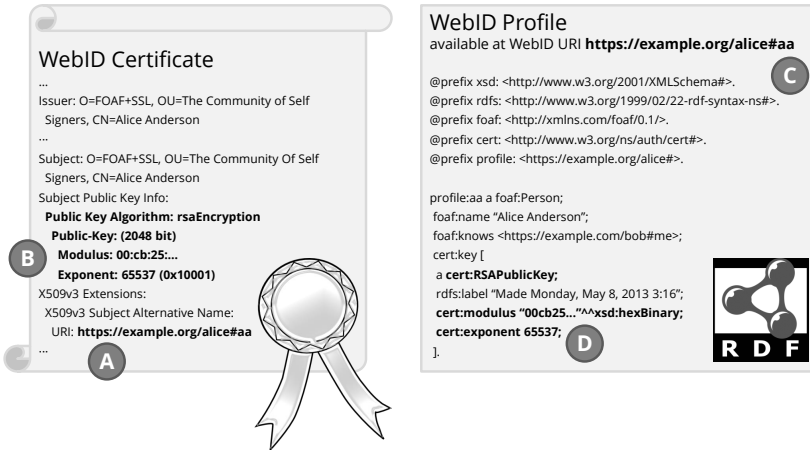 WebID Certificate
...
Issuer: O=FOAF+SSL, OU=The Community of Self
Signers, CN=Alice Anderson
...
Subject: O=FOAF+SSL, OU=The Community Of Self
Signers, CN=Alice Anderson
Subject Public Key Info:
Public Key Algorithm: rsaEncryption
Public-Key: (2048 bit)
B
Modulus: 00:cb:25:...
Exponent: 65537 (0x10001)
X509v3 Extensions:
X509v3 Subject Alternative Name:
URI: https://example.org/alice#aa
...
A
WebID Profile
available at WebID URI https://example.org/alice#aa
C
@prefix xsd: <http://www.w3.org/2001/XMLSchema#>.
@prefix rdfs: <http://www.w3.org/1999/02/22-rdf-syntax-ns#>.
@prefix foaf: <http://xmlns.com/foaf/0.1/>.
@prefix cert: <http://www.w3.org/ns/auth/cert#>.
@prefix profile: <https://example.org/alice#>.
profile:aa a foaf:Person;
foaf:name “Alice Anderson”;
foaf:knows <https://example.com/bob#me>;
cert:key [
a cert:RSAPublicKey;
rdfs:label “Made Monday, May 8, 2013 3:16”;
cert:modulus “00cb25...”^^xsd:hexBinary;
cert:exponent 65537;
D
].
RDF